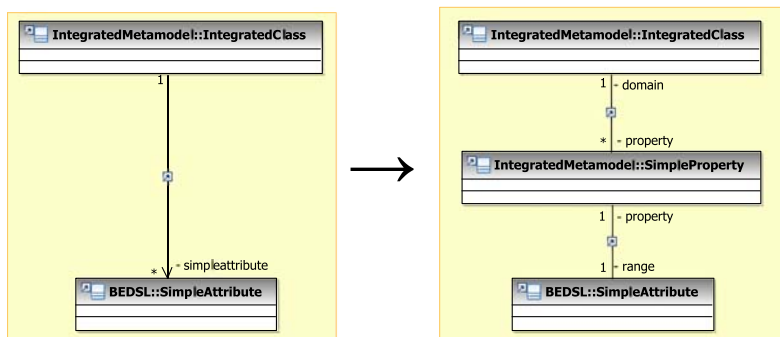 IntegratedMetamodel::IntegratedClass
1
- simpleattribute
*
BEDSL::SimpleAttribute
→
IntegratedMetamodel::IntegratedClass
1 - domain
* - property
IntegratedMetamodel::SimpleProperty
1 - property
1 - range
BEDSL::SimpleAttribute